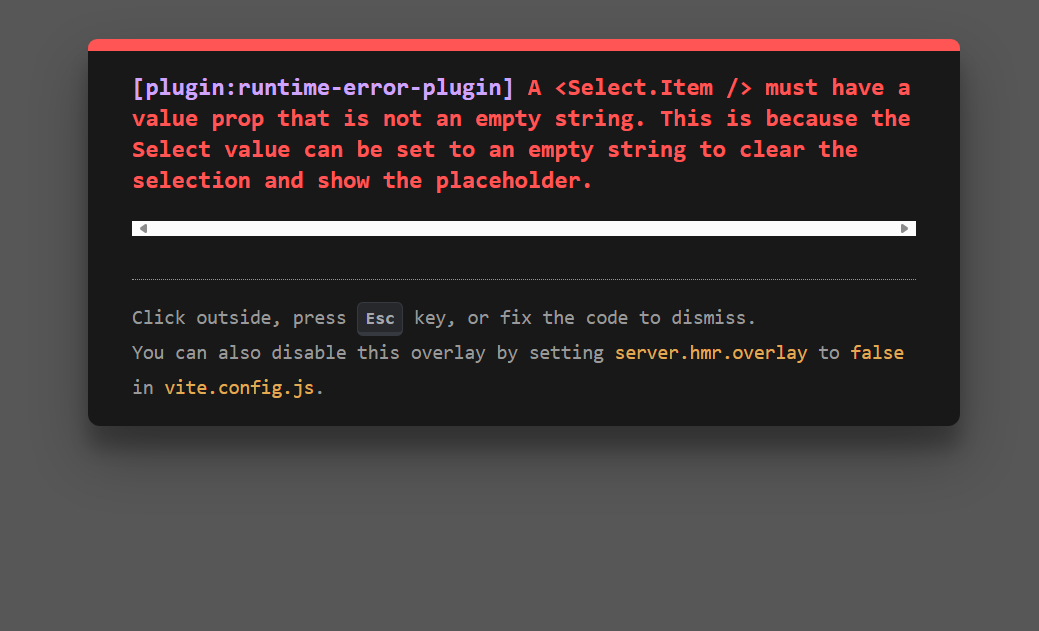 [plugin:runtime-error-plugin] A <Select.Item /> must have a
value prop that is not an empty string. This is because the
Select value can be set to an empty string to clear the
selection and show the placeholder.
Click outside, press Esc key, or fix the code to dismiss.
You can also disable this overlay by setting server.hmr.overlay to false
in vite.config.js.